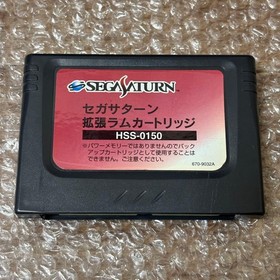 SEGASATURN
セガサターン
拡張ラムカートリッジ
HSS-0150
※パワーメモリーではありませんのでバック
アップカートリッジとして使用することは
できません。ご注意ください。
670-9032A